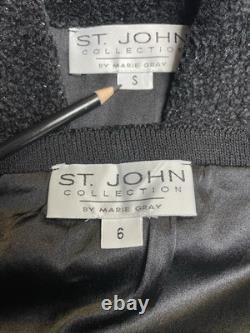 ST. JOHN
COLLECTION
BY MARIE GRAY
S
ST. JOHN
COLLECTION
BY MARIE GRAY
6